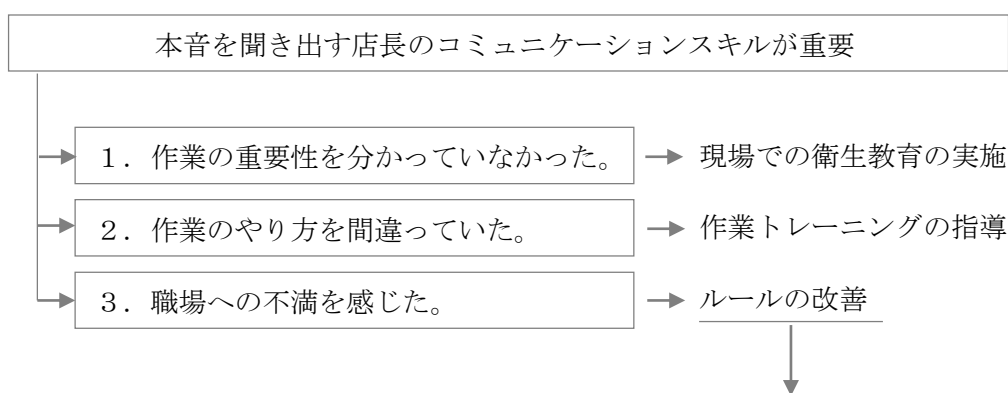 本音を聞き出す店長のコミュニケーションスキルが重要
１．作業の重要性を分かっていなかった。
現場での衛生教育の実施
２．作業のやり方を間違っていた。
作業トレーニングの指導
３．職場への不満を感じた。
ルールの改善